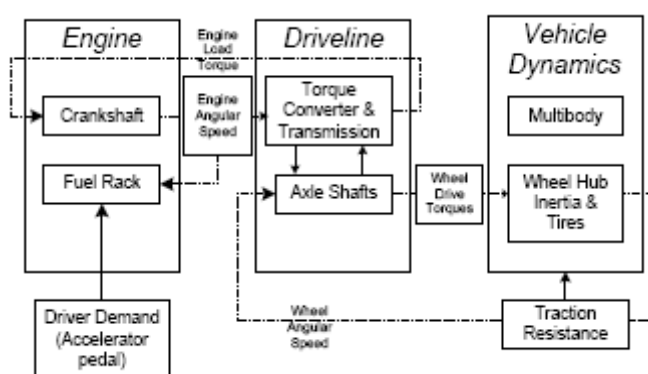 Engine
Engine
Load
Torque
Driveline
Vehicle
Dynamics
Crankshaft
Engine
Angular
Speed
Torque
Converter &
Transmission
Multibody
Fuel Rack
Axle Shafts
Wheel
Drive
Torques
Wheel Hub
Inertia &
Tires
Driver Demand
(Accelerator
pedal)
Wheel
Angular
Speed
Traction
Resistance